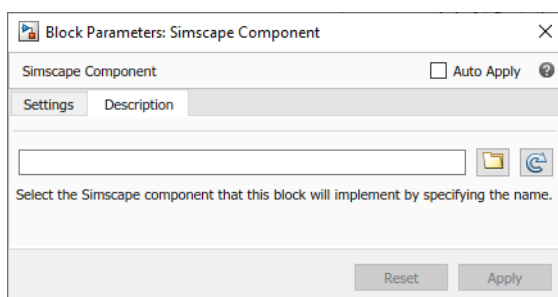 Block Parameters: Simscape Component
Simscape Component Auto Apply
Settings Description
Select the Simscape component that this block will implement by specifying the name.
Reset Apply